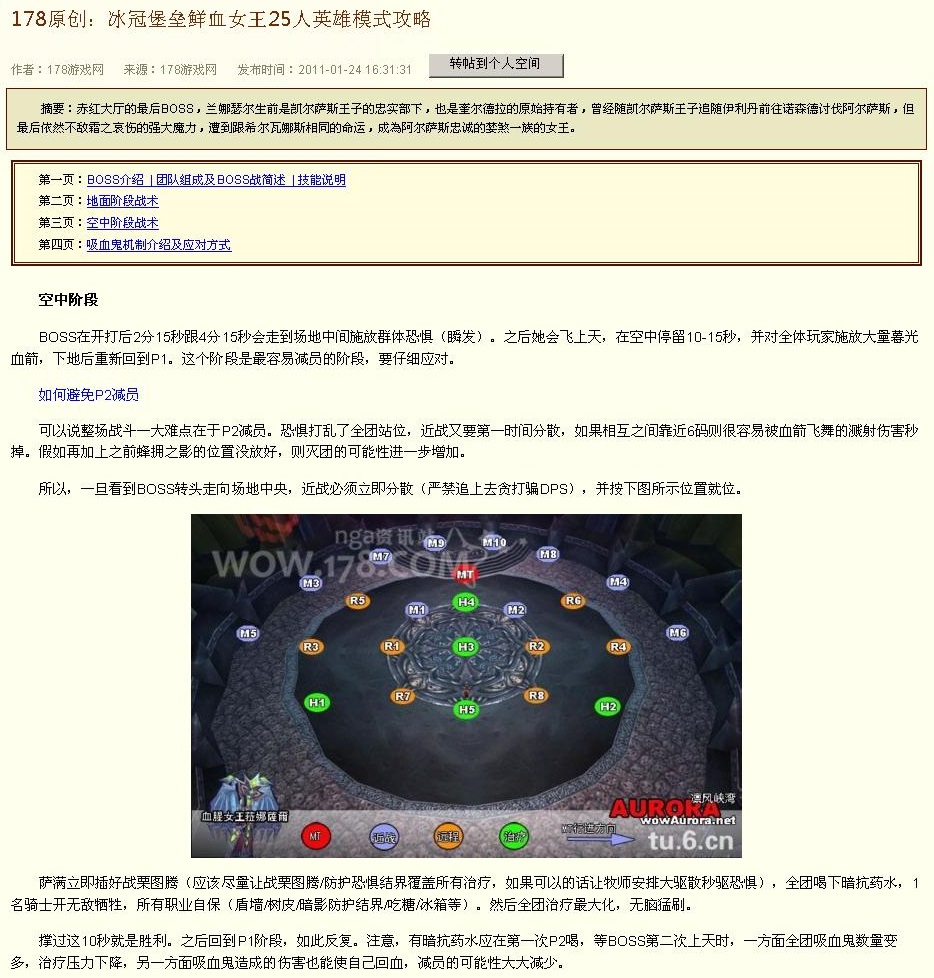 178原创：冰冠堡垒鲜血女王25人英雄模式攻略
作者：178游戏网 来源：178游戏网 发布时间：2011-01-24 16:31:31 转帖到个人空间
摘要：赤红大厅的最后BOSS，兰娜瑟尔生前是凯尔萨斯王子的忠实部下，也是奎尔德拉的原始持有者，曾经随凯尔萨斯王子追随伊利丹前往诺森德讨伐阿尔萨斯，但
最后依然不敌霜之哀伤的强大魔力，遭到跟希尔瓦娜斯相同的命运，成為阿尔萨斯忠诚的婪煞一族的女王。
第一页：BOSS介绍 | 团队组成及BOSS战简述 | 技能说明
第二页：地面阶段战术
第三页：空中阶段战术
第四页：吸血鬼机制介绍及应对方式
空中阶段
BOSS在开打后2分15秒跟4分15秒会走到场地中间施放群体恐惧（瞬发）。之后她会飞上天，在空中停留10-15秒，并对全体玩家施放大量暮光
血箭，下地后重新回到P1。这个阶段是最容易减员的阶段，要仔细应对。
如何避免P2减员
可以说整场战斗一大难点在于P2减员。恐惧打乱了全团站位，近战又要第一时间分散，如果相互之间靠近6码则很容易被血箭飞舞的溅射伤害秒
掉。假如再加上之前蜂拥之影的位置没放好，则灭团的可能性进一步增加。
所以，一旦看到BOSS转头走向场地中央，近战必须立即分散（严禁追上去贪打骗DPS），并按下图所示位置就位。
nga资讯站
WOW.178.COM
M9 M10
M7 M8
MT
M3 M4
R5 H4 R6
M1 M2
M5 M6
R3 R1 H3 R2 R4
R7 R8
H1 H5 H2
血腥女王菈娜薩爾
MT 近战 远程 治疗 MT行进方向
AURORA 澳风峡湾
wowAurora.net
tu.6.cn
萨满立即插好战栗图腾（应该尽量让战栗图腾/防护恐惧结界覆盖所有治疗，如果可以的话让牧师安排大驱散秒驱恐惧），全团喝下暗抗药水，1
名骑士开无敌牺牲，所有职业自保（盾墙/树皮/暗影防护结界/吃糖/冰箱等）。然后全团治疗最大化，无脑猛刷。
撑过这10秒就是胜利。之后回到P1阶段，如此反复。注意，有暗抗药水应在第一次P2喝，等BOSS第二次上天时，一方面全团吸血鬼数量变
多，治疗压力下降，另一方面吸血鬼造成的伤害也能使自己回血，减员的可能性大大减少。